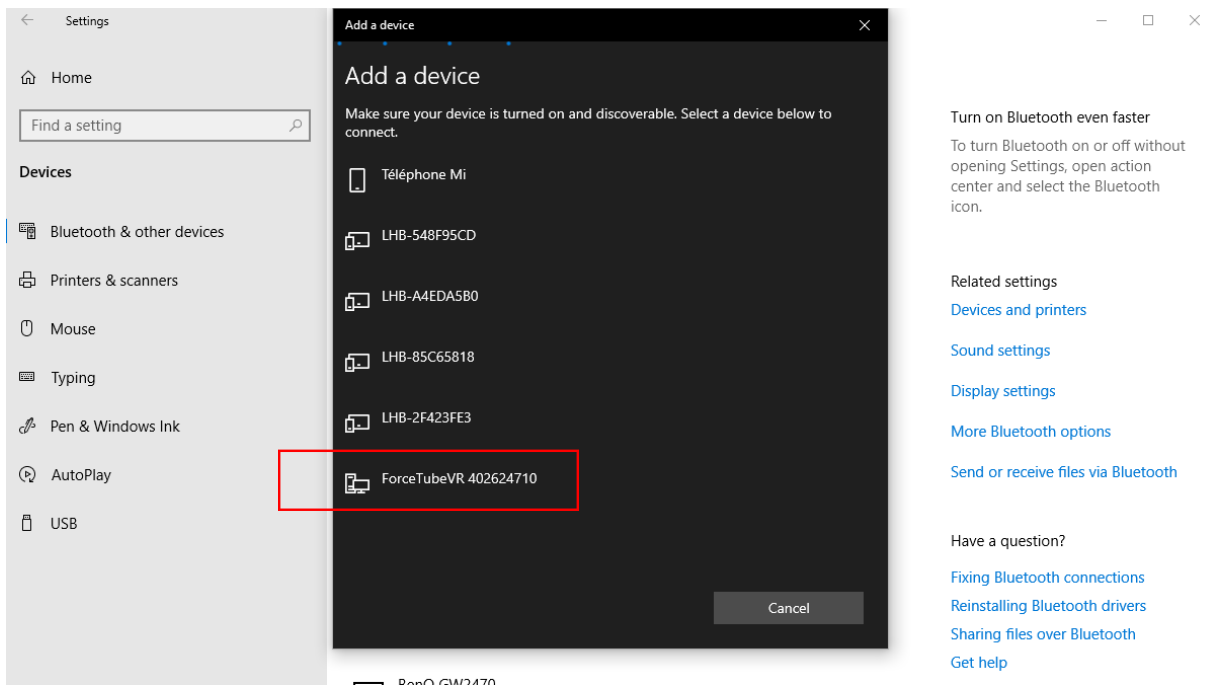 Settings
Home
Find a setting
Devices
Bluetooth & other devices
Printers & scanners
Mouse
Typing
Pen & Windows Ink
AutoPlay
USB
Add a device
Add a device
Make sure your device is turned on and discoverable. Select a device below to
connect.
Téléphone Mi
LHB-548F95CD
LHB-A4EDA5B0
LHB-85C65818
LHB-2F423FE3
ForceTubeVR 402624710
Cancel
BenQ GW2470
Turn on Bluetooth even faster
To turn Bluetooth on or off without
opening Settings, open action
center and select the Bluetooth
icon.
Related settings
Devices and printers
Sound settings
Display settings
More Bluetooth options
Send or receive files via Bluetooth
Have a question?
Fixing Bluetooth connections
Reinstalling Bluetooth drivers
Sharing files over Bluetooth
Get help